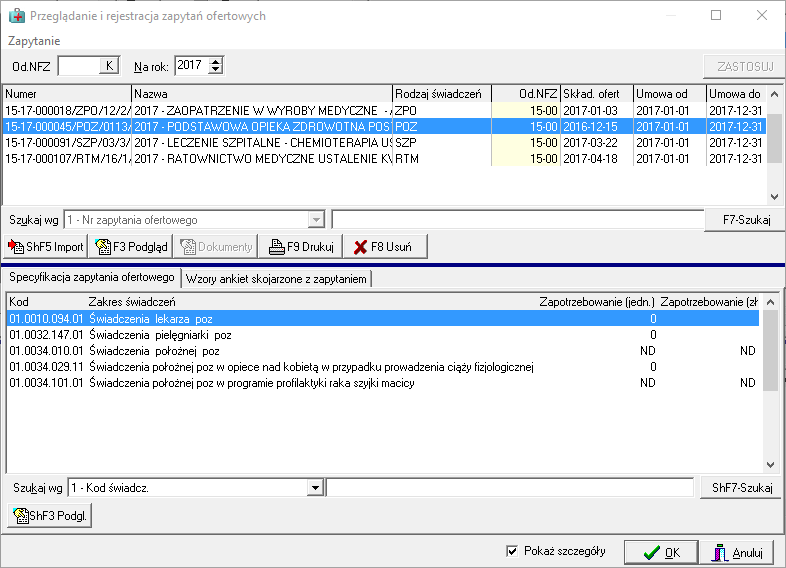 Przeglądanie i rejestracja zapytań ofertowych
Zapytanie
Od.NFZ K Na rok: 2017 ZASTOSUJ
Numer Nazwa Rodzaj świadczeń Od.NFZ Skład. ofert Umowa od Umowa do
15-17-000018/ZPO/12/2/ 2017 - ZAOPATRZENIE W WYROBY MEDYCZNE - / ZPO 15-00 2017-01-03 2017-01-01 2017-12-31
15-17-000045/POZ/0113/ 2017 - PODSTAWOWA OPIEKA ZDROWOTNA POS POZ 15-00 2016-12-15 2017-01-01 2017-12-31
15-17-000091/SZP/03/3/ 2017 - LECZENIE SZPITALNE - CHEMIOTERAPIA US SZP 15-00 2017-03-22 2017-01-01 2017-12-31
15-17-000107/RTM/16/1/ 2017 - RATOWNICTWO MEDYCZNE USTALENIE KV RTM 15-00 2017-04-18 2017-01-01 2017-12-31
Szukaj wg 1 - Nr zapytania ofertowego F7-Szukaj
ShF5 Import F3 Podgląd Dokumenty F9 Drukuj F8 Usuń
Specyfikacja zapytania ofertowego Wzory ankiet skojarzone z zapytaniem
Kod Zakres świadczeń Zapotrzebowanie (jedn.) Zapotrzebowanie (zł
01.0010.094.01 Świadczenia lekarza poz 0
01.0032.147.01 Świadczenia pielęgniarki poz 0
01.0034.010.01 Świadczenia położnej poz ND ND
01.0034.029.11 Świadczenia położnej poz w opiece nad kobietą w przypadku prowadzenia ciąży fizjologicznej 0
01.0034.101.01 Świadczenia położnej poz w programie profilaktyki raka szyjki macicy ND ND
Szukaj wg 1 - Kod świadcz. ShF7-Szukaj
ShF3 Podgl.
Pokaż szczegóły OK Anuluj